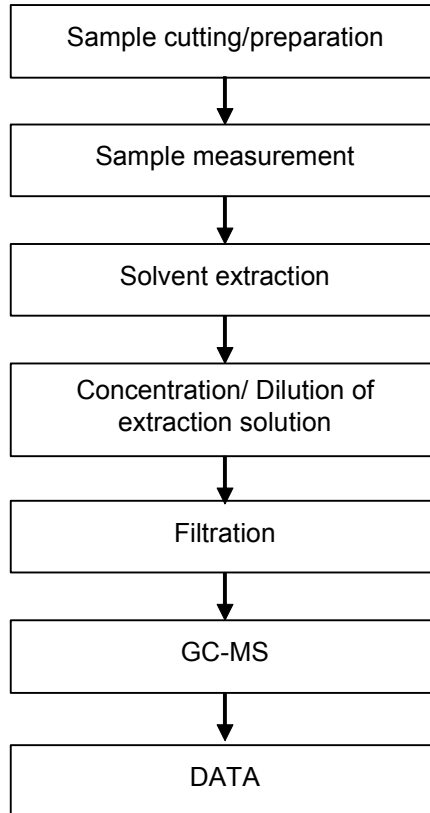 Sample cutting/preparation
Sample measurement
Solvent extraction
Concentration/ Dilution of
extraction solution
Filtration
GC-MS
DATA